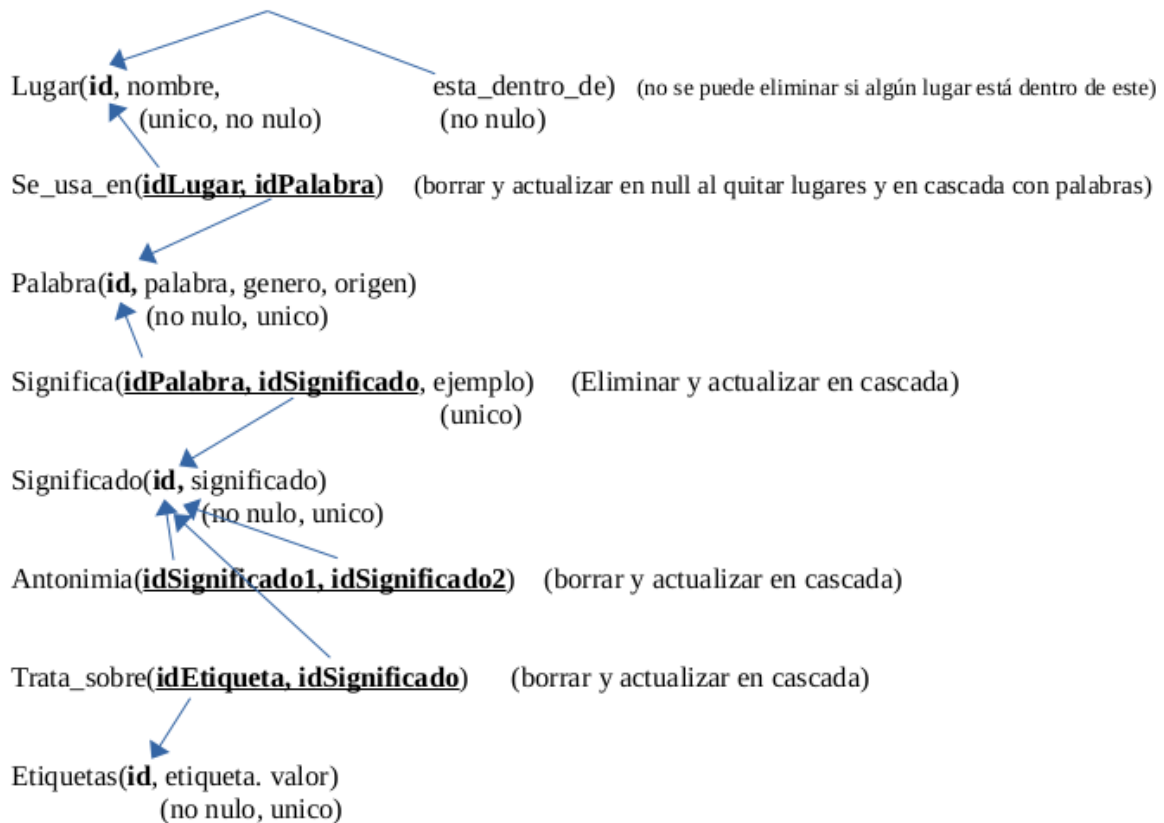 Lugar(id, nombre, esta_dentro_de) (no se puede eliminar si algún lugar está dentro de este)
(unico, no nulo) (no nulo)
Se_usa_en(idLugar, idPalabra) (borrar y actualizar en null al quitar lugares y en cascada con palabras)
Palabra(id, palabra, genero, origen)
(no nulo, unico)
Significa(idPalabra, idSignificado, ejemplo) (Eliminar y actualizar en cascada)
(unico)
Significado(id, significado)
(no nulo, unico)
Antonimia(idSignificado1, idSignificado2) (borrar y actualizar en cascada)
Trata_sobre(idEtiqueta, idSignificado) (borrar y actualizar en cascada)
Etiquetas(id, etiqueta. valor)
(no nulo, unico)